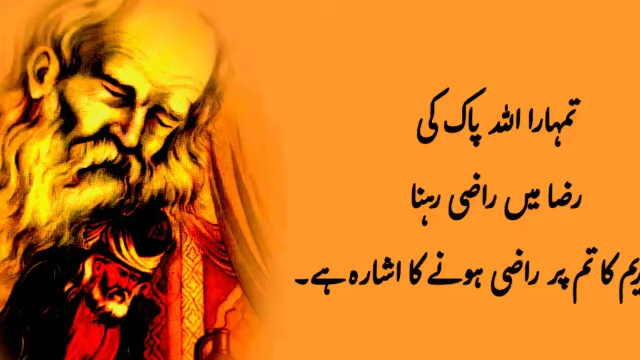 تمہارا اللہ پاک کی
رضا میں راضی رہنا
کا تم پر راضی ہونے کا اشارہ ہے۔